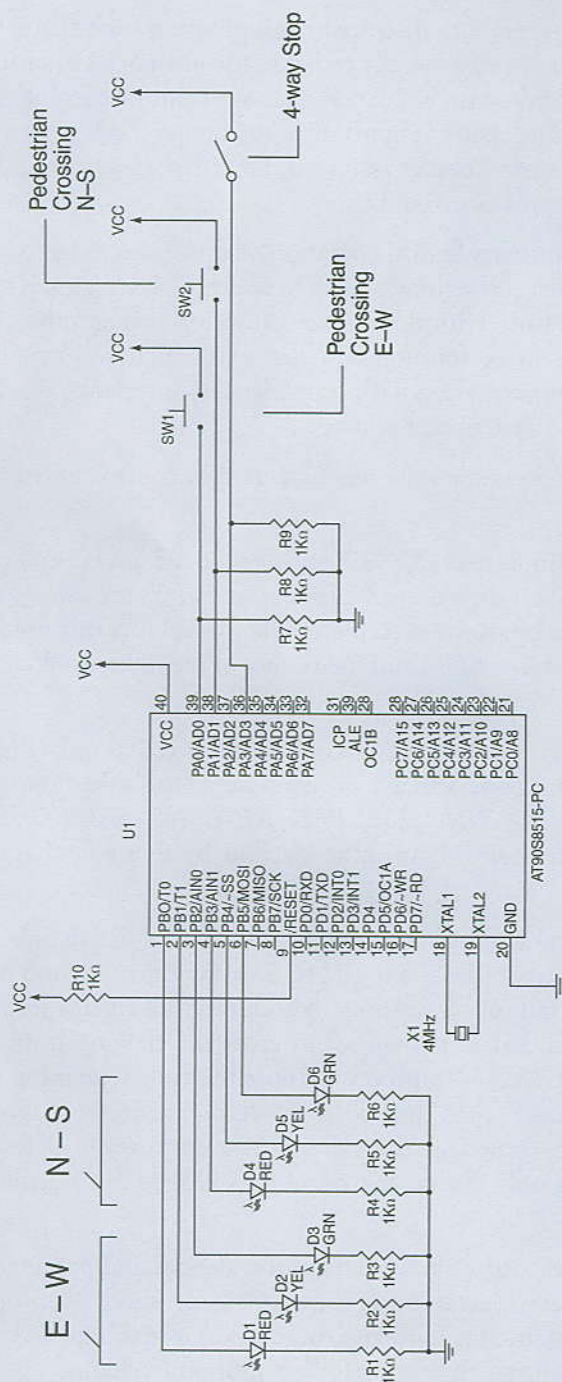 E – W
N – S
D1
RED
D2
YEL
D3
GRN
D4
RED
D5
YEL
D6
GRN
R1
1KΩ
R2
1KΩ
R3
1KΩ
R4
1KΩ
R5
1KΩ
R6
1KΩ
VCC
R10
1KΩ
X1
4MHz
U1
1 PB0/T0
2 PB1/T1
3 PB2/AIN0
4 PB3/AIN1
5 PB4/~SS
6 PB5/MOSI
7 PB6/MISO
8 PB7/SCK
9 /RESET
10 PD0/RXD
11 PD1/TXD
12 PD2/INT0
13 PD3/INT1
14 PD4
15 PD5/OC1A
16 PD6/~WR
17 PD7/~RD
18 XTAL1
19 XTAL2
20 GND
VCC 40
PA0/AD0 39
PA1/AD1 38
PA2/AD2 37
PA3/AD3 36
PA4/AD4 35
PA5/AD5 34
PA6/AD6 33
PA7/AD7 32
ICP 31
ALE 39
OC1B 28
PC7/A15 28
PC6/A14 27
PC5/A13 26
PC4/A12 25
PC3/A11 24
PC2/A10 23
PC1/A9 22
PC0/A8 21
AT90S8515-PC
VCC
R7
1KΩ
R8
1KΩ
R9
1KΩ
SW1
VCC
Pedestrian
Crossing
E–W
SW2
VCC
Pedestrian
Crossing
N–S
VCC
4-way Stop